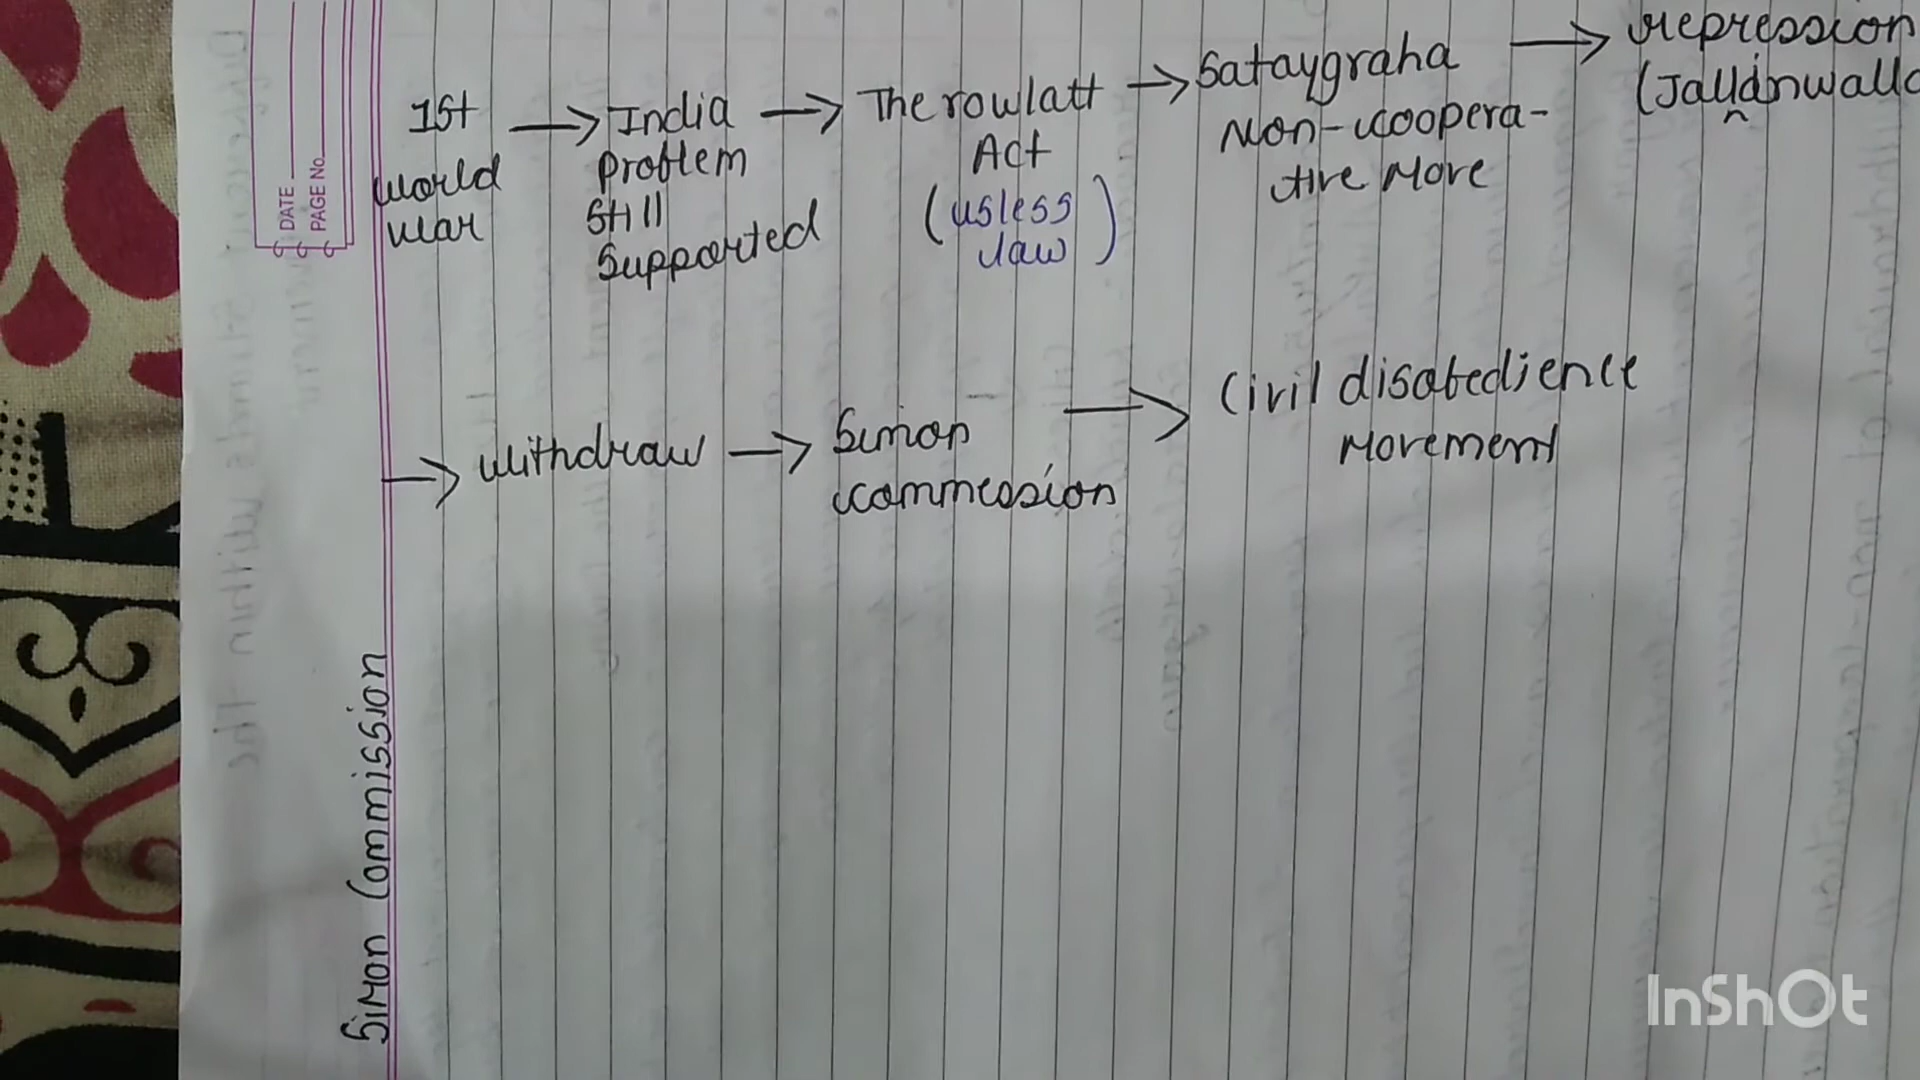 DATE
PAGE No.
1st
World
War
India
Problem
Still
Supported
The rowlatt
Act
(usless
law)
Sataygraha
Non-coopera-
tive More
repression
(Jallianwalla
Withdraw
Simon
commession
Civil disobedience
Movement
Simon Commission
InShOt